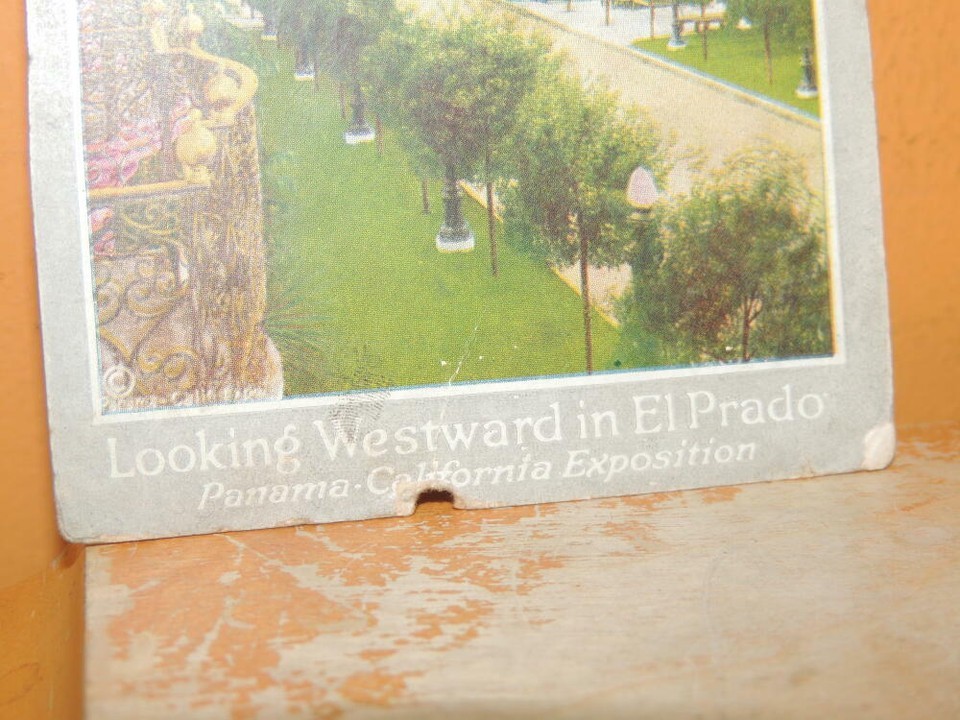 ©
Looking Westward in El Prado
Panama-California Exposition